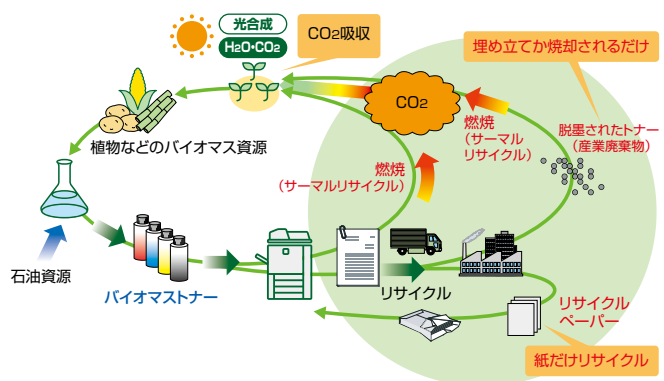 光合成
H2O・CO2
CO2吸収
埋め立てか焼却されるだけ
CO2
燃焼
(サーマル
リサイクル)
脱墨されたトナー
(産業廃棄物)
植物などのバイオマス資源
燃焼
(サーマルリサイクル)
石油資源
バイオマストナー
リサイクル
リサイクル
ペーパー
紙だけリサイクル